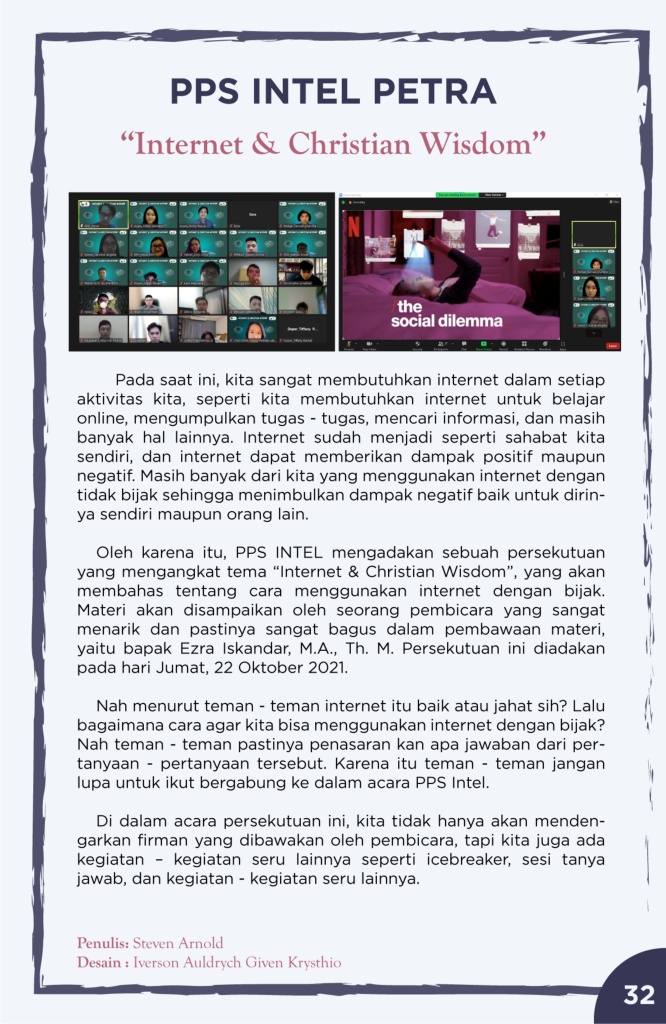 PPS INTEL PETRA
“Internet & Christian Wisdom”
the
social dilemma
Pada saat ini, kita sangat membutuhkan internet dalam setiap
aktivitas kita, seperti kita membutuhkan internet untuk belajar
online, mengumpulkan tugas - tugas, mencari informasi, dan masih
banyak hal lainnya. Internet sudah menjadi seperti sahabat kita
sendiri, dan internet dapat memberikan dampak positif maupun
negatif. Masih banyak dari kita yang menggunakan internet dengan
tidak bijak sehingga menimbulkan dampak negatif baik untuk dirin-
ya sendiri maupun orang lain.
Oleh karena itu, PPS INTEL mengadakan sebuah persekutuan
yang mengangkat tema “Internet & Christian Wisdom”, yang akan
membahas tentang cara menggunakan internet dengan bijak.
Materi akan disampaikan oleh seorang pembicara yang sangat
menarik dan pastinya sangat bagus dalam pembawaan materi,
yaitu bapak Ezra Iskandar, M.A., Th. M. Persekutuan ini diadakan
pada hari Jumat, 22 Oktober 2021.
Nah menurut teman - teman internet itu baik atau jahat sih? Lalu
bagaimana cara agar kita bisa menggunakan internet dengan bijak?
Nah teman - teman pastinya penasaran kan apa jawaban dari per-
tanyaan - pertanyaan tersebut. Karena itu teman - teman jangan
lupa untuk ikut bergabung ke dalam acara PPS Intel.
Di dalam acara persekutuan ini, kita tidak hanya akan menden-
garkan firman yang dibawakan oleh pembicara, tapi kita juga ada
kegiatan – kegiatan seru lainnya seperti icebreaker, sesi tanya
jawab, dan kegiatan - kegiatan seru lainnya.
Penulis: Steven Arnold
Desain : Iverson Auldrych Given Krysthio
32